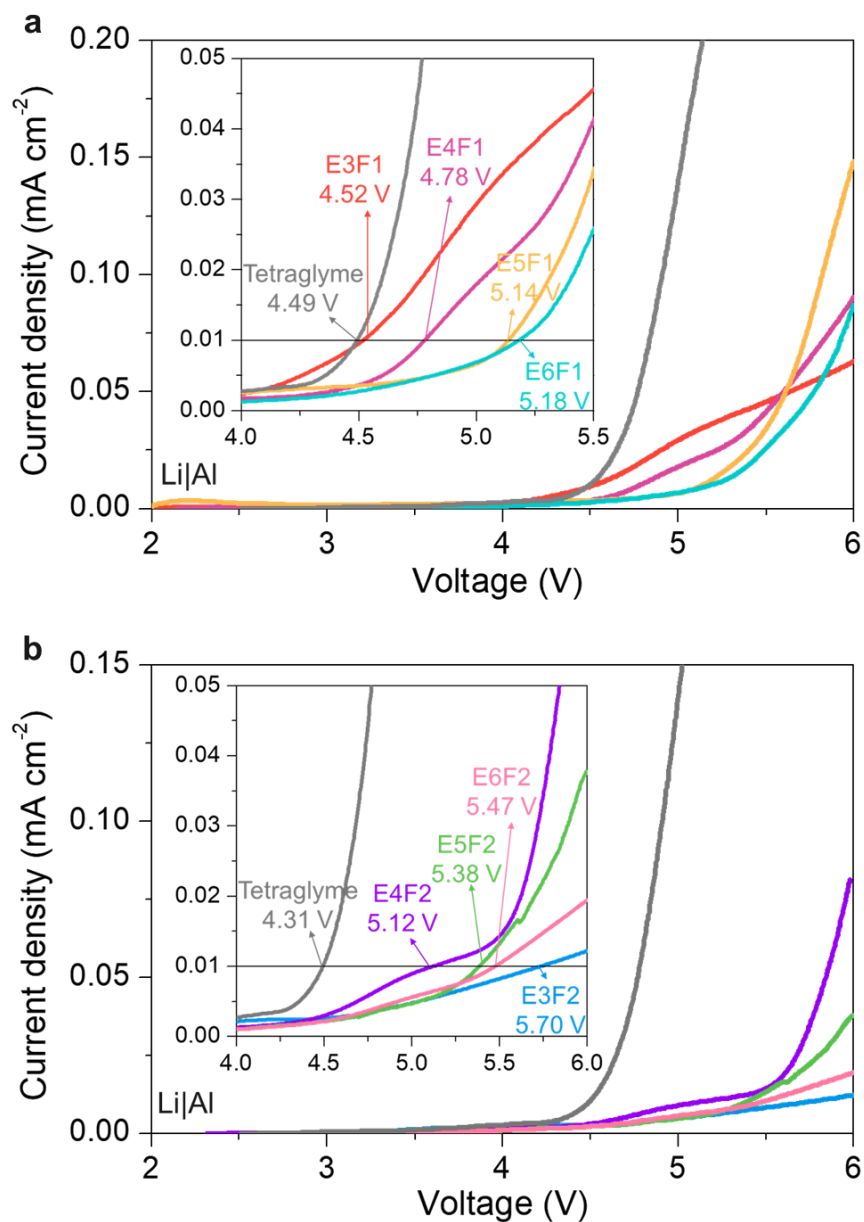 a
0.20
0.15
0.10
0.05
0.00
Current density (mA cm⁻²)
0.05
0.04
0.03
0.02
0.01
0.00
E3F1
4.52 V
E4F1
4.78 V
Tetraglyme
4.49 V
E5F1
5.14 V
E6F1
5.18 V
4.0 4.5 5.0 5.5
Li|Al
2 3 4 5 6
Voltage (V)
b
0.15
0.10
0.05
0.00
Current density (mA cm⁻²)
0.05
0.04
0.03
0.02
0.01
0.00
E6F2
5.47 V
E5F2
5.38 V
Tetraglyme
4.31 V
E4F2
5.12 V
E3F2
5.70 V
4.0 4.5 5.0 5.5 6.0
Li|Al
2 3 4 5 6
Voltage (V)